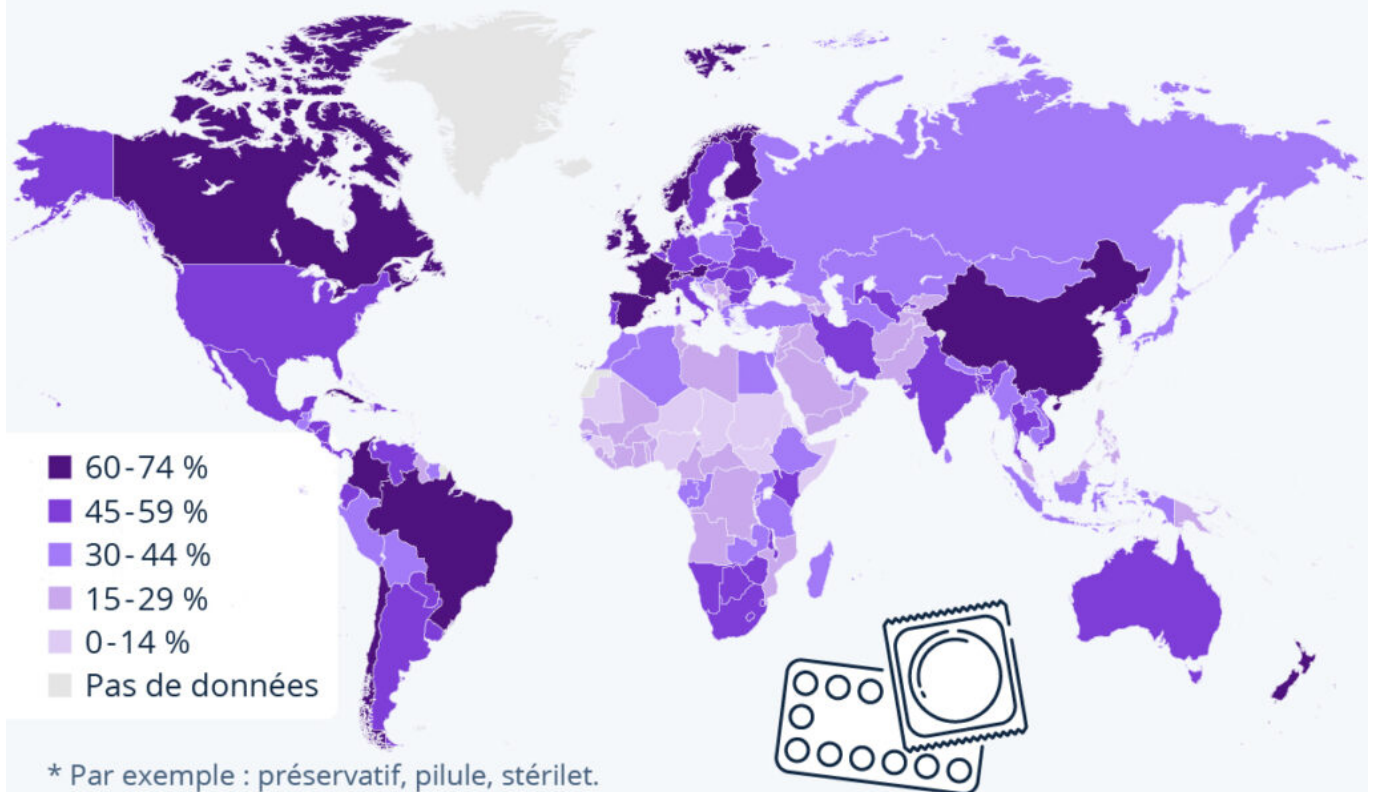 60-74 %
45-59 %
30-44 %
15-29 %
0-14 %
Pas de données
* Par exemple : préservatif, pilule, stérilet.